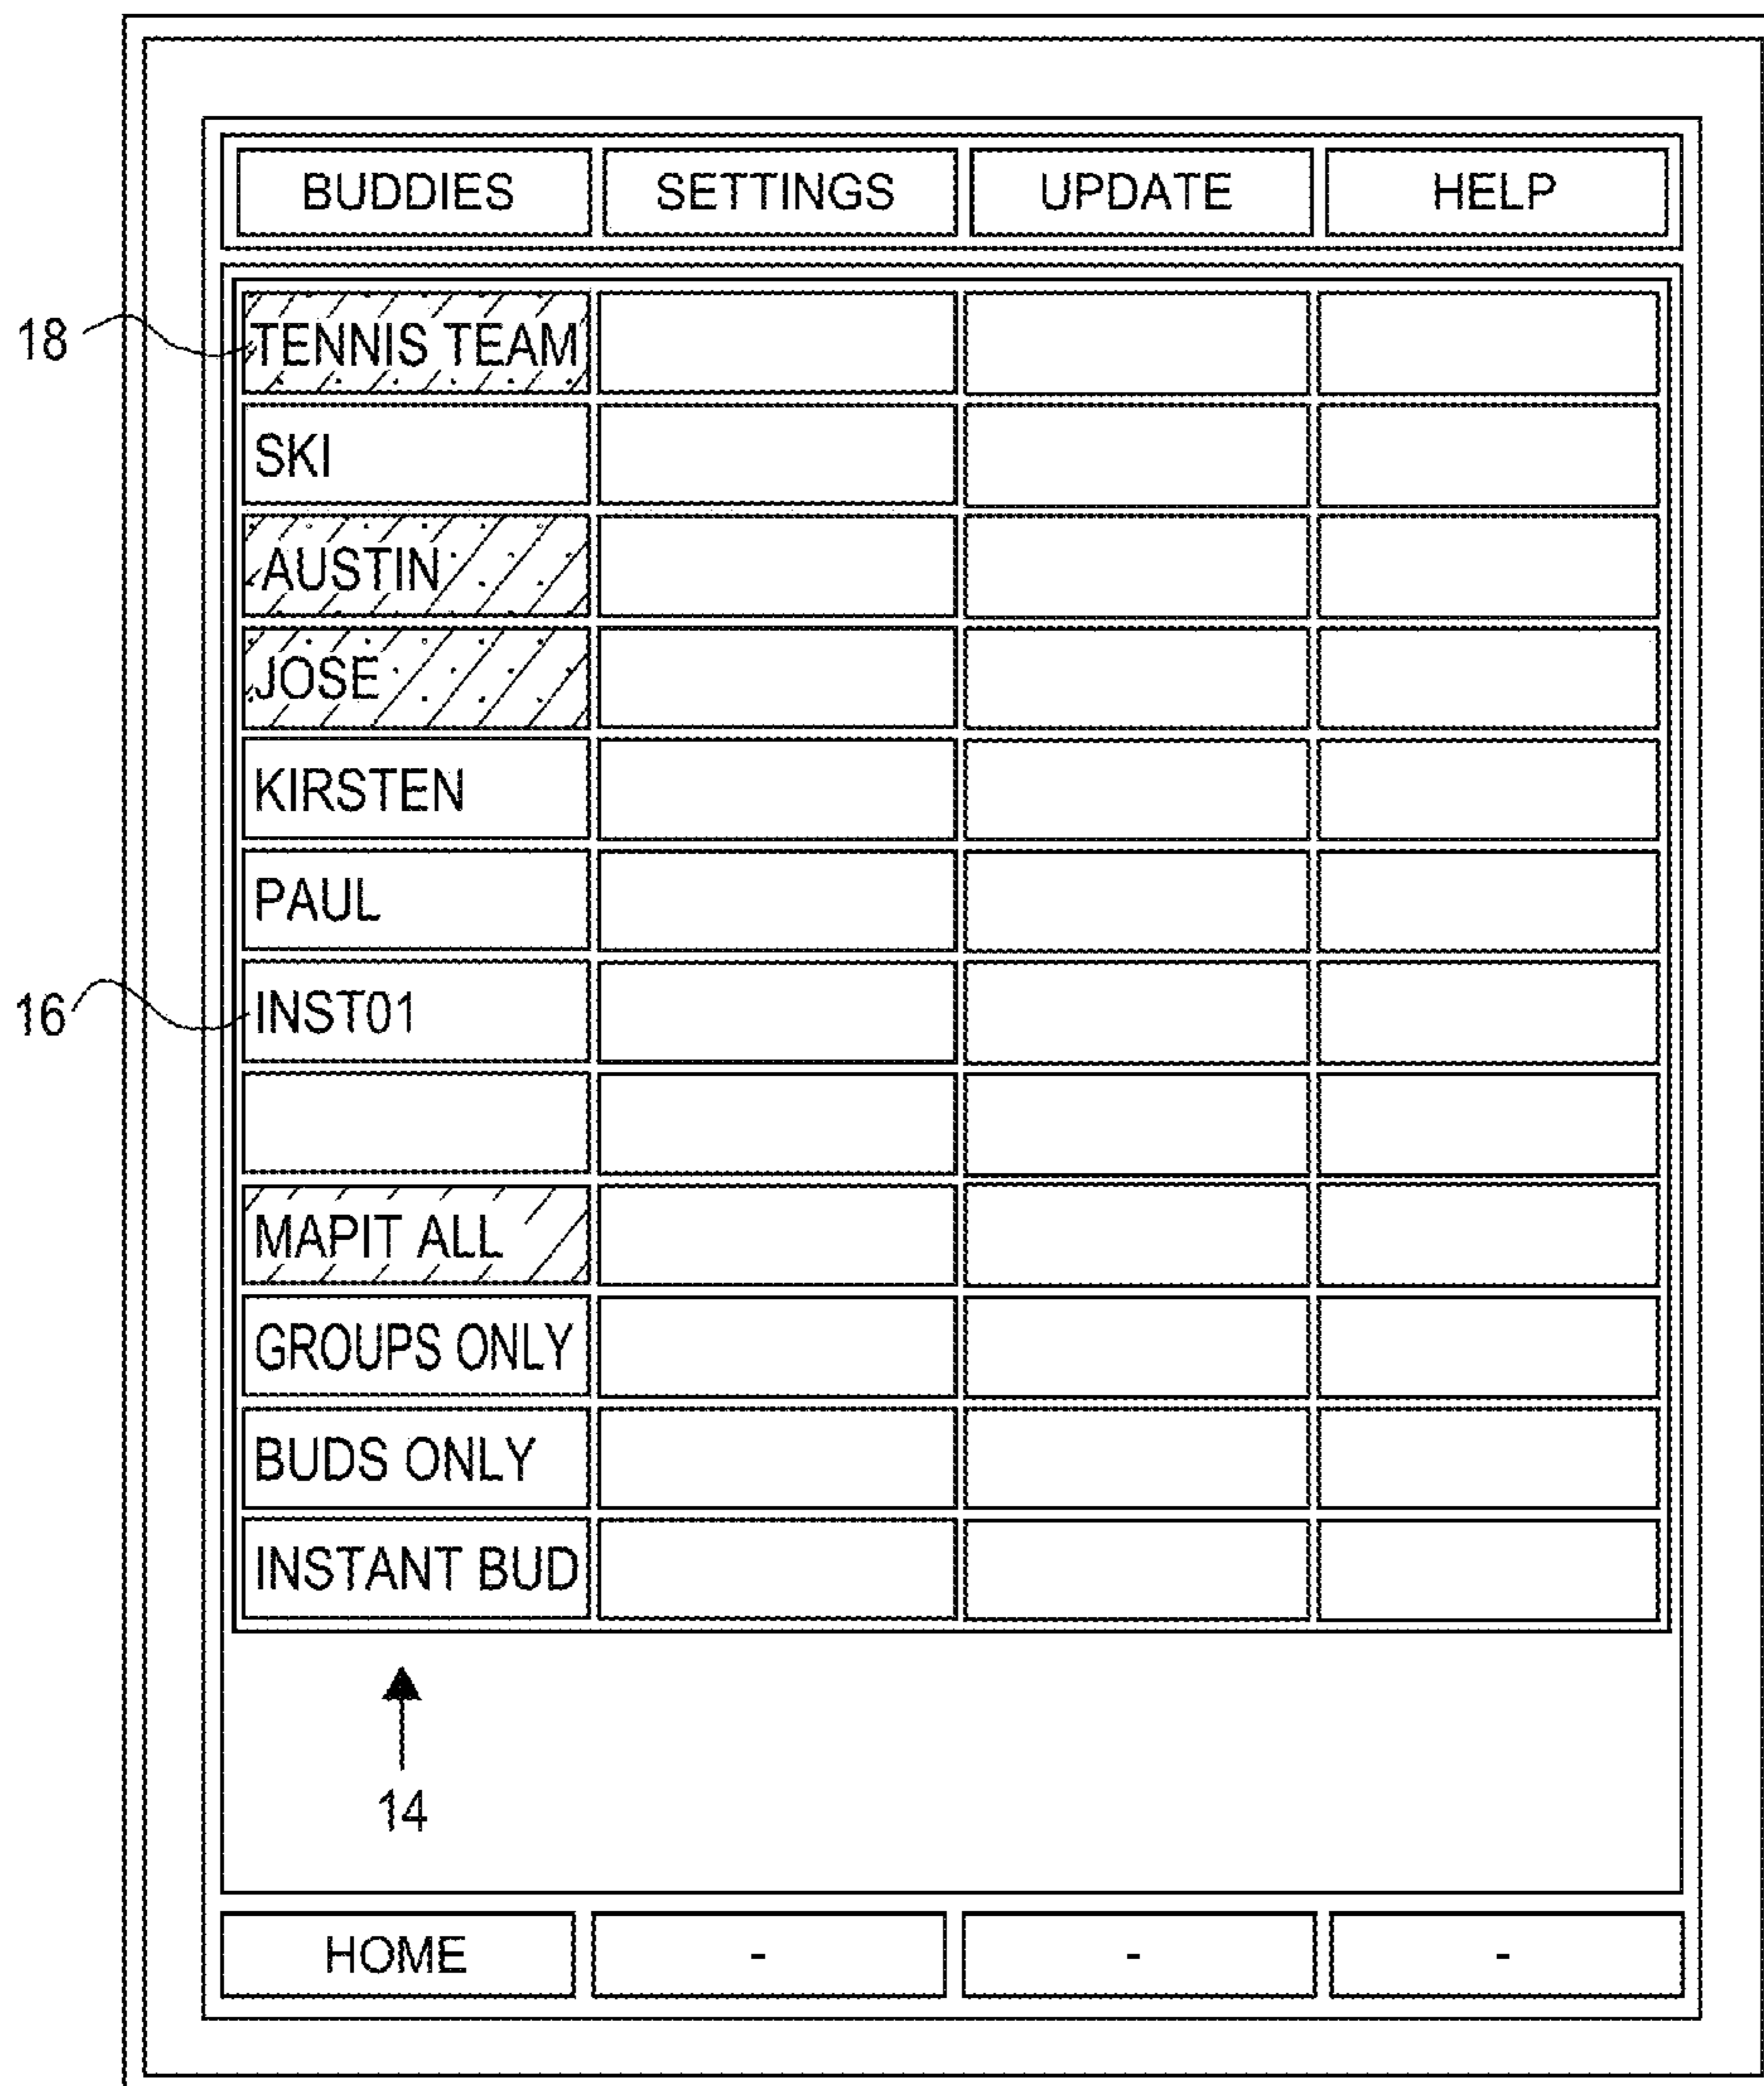 BUDDIES SETTINGS UPDATE HELP
18 TENNIS TEAM
SKI
AUSTIN
JOSE
KIRSTEN
PAUL
16 INST01
MAPIT ALL
GROUPS ONLY
BUDS ONLY
INSTANT BUD
14
HOME - - -